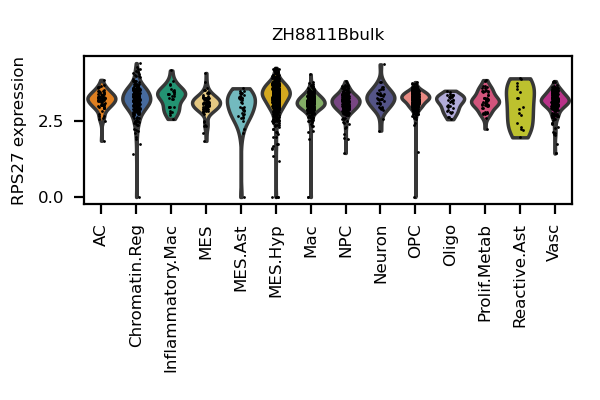 ZH8811Bbulk
RPS27 expression
2.5
0.0
AC
Chromatin.Reg
Inflammatory.Mac
MES
MES.Ast
MES.Hyp
Mac
NPC
Neuron
OPC
Oligo
Prolif.Metab
Reactive.Ast
Vasc